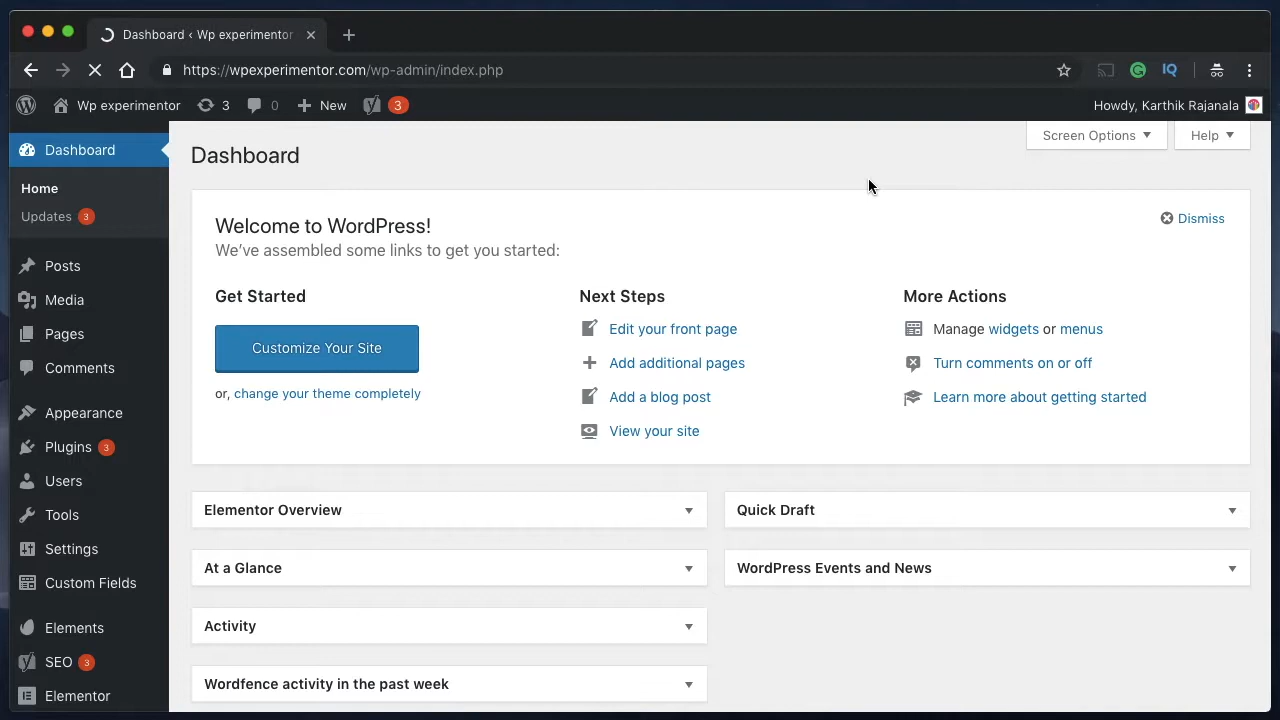 Dashboard ‹ Wp experimentor
https://wpexperimentor.com/wp-admin/index.php
IQ
Wp experimentor 3 0 New 3 Howdy, Karthik Rajanala
Screen Options Help
Dashboard
Dashboard
Home
Updates 3
Posts
Media
Pages
Comments
Appearance
Plugins 3
Users
Tools
Settings
Custom Fields
Elements
SEO 3
Elementor
Welcome to WordPress!
Dismiss
We've assembled some links to get you started:
Get Started
Customize Your Site
or, change your theme completely
Next Steps
Edit your front page
Add additional pages
Add a blog post
View your site
More Actions
Manage widgets or menus
Turn comments on or off
Learn more about getting started
Elementor Overview
At a Glance
Activity
Wordfence activity in the past week
Quick Draft
WordPress Events and News